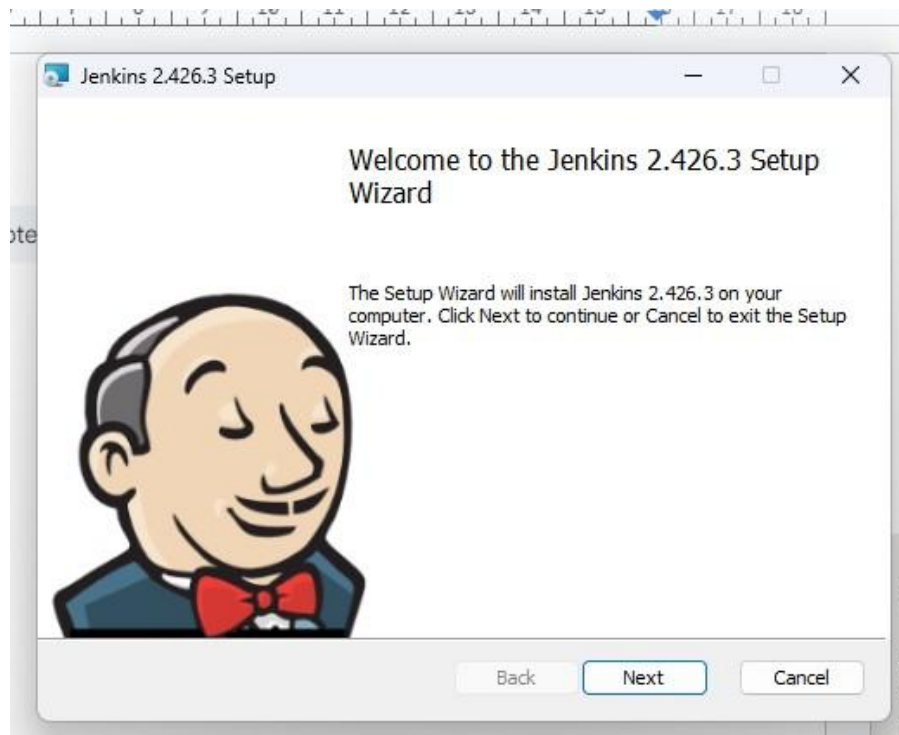 Jenkins 2.426.3 Setup
Welcome to the Jenkins 2.426.3 Setup
Wizard
The Setup Wizard will install Jenkins 2.426.3 on your
computer. Click Next to continue or Cancel to exit the Setup
Wizard.
Back
Next
Cancel